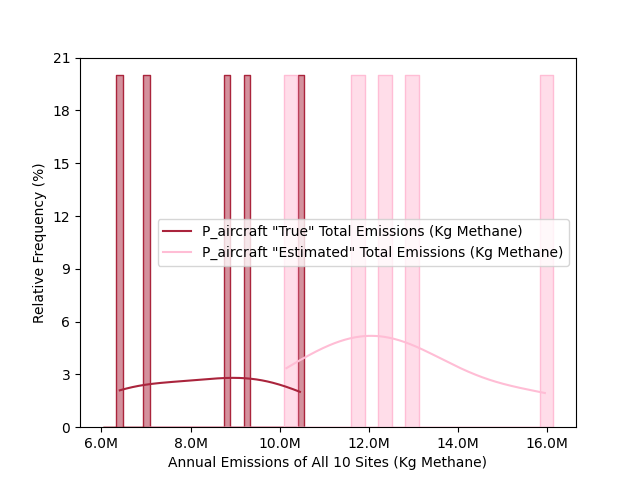 21
18
15
12
9
6
3
0
Relative Frequency (%)
P_aircraft "True" Total Emissions (Kg Methane)
P_aircraft "Estimated" Total Emissions (Kg Methane)
6.0M 8.0M 10.0M 12.0M 14.0M 16.0M
Annual Emissions of All 10 Sites (Kg Methane)